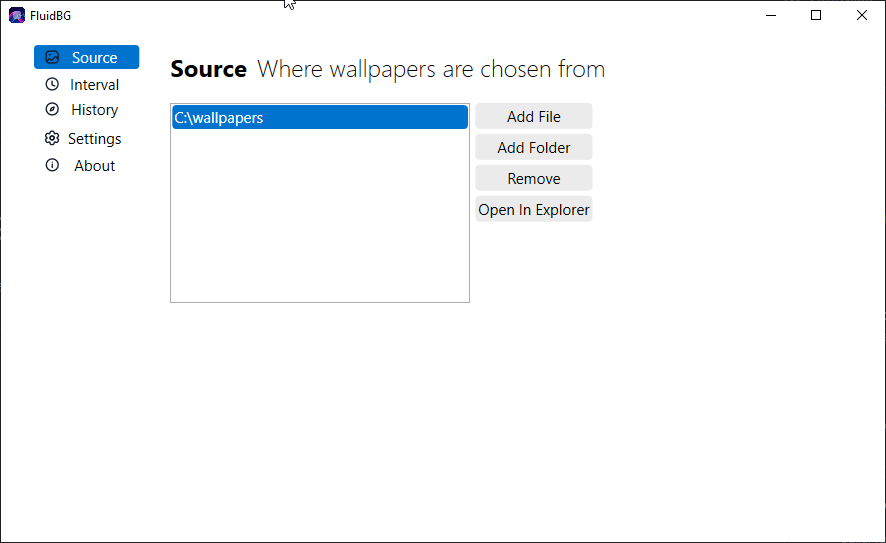 FluidBG
Source
Interval
History
Settings
About
Source Where wallpapers are chosen from
C:\wallpapers
Add File
Add Folder
Remove
Open In Explorer